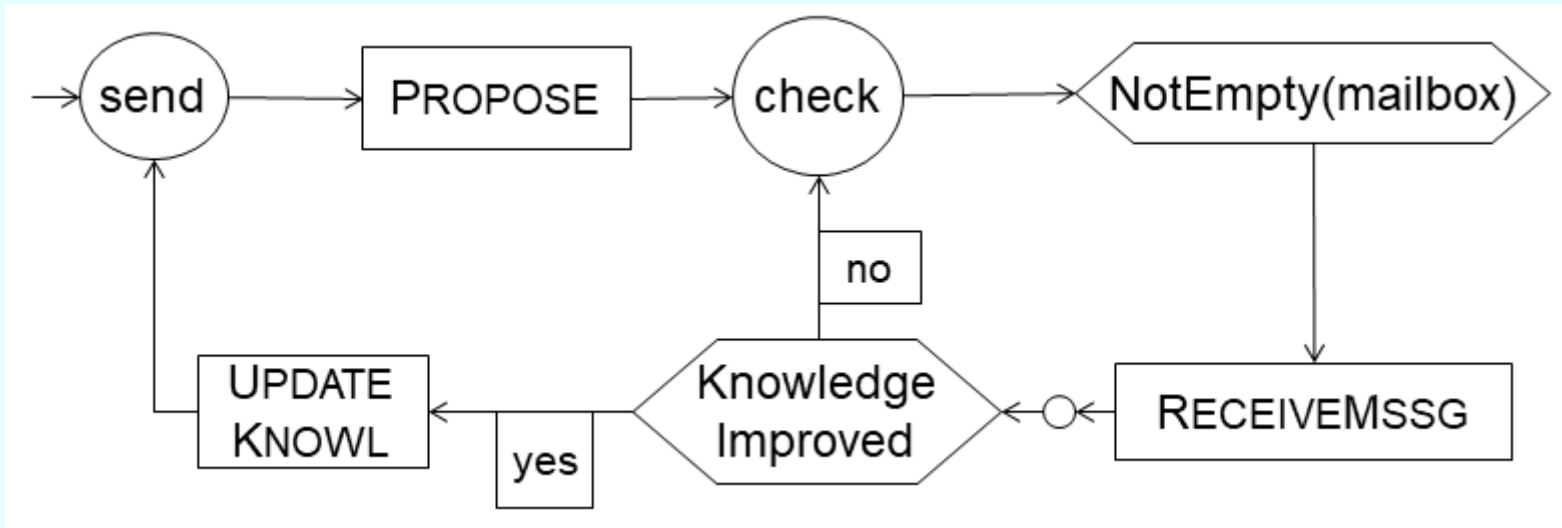 send
PROPOSE
check
NotEmpty(mailbox)
no
UPDATE
KNOWL
yes
Knowledge
Improved
RECEIVEMSSG